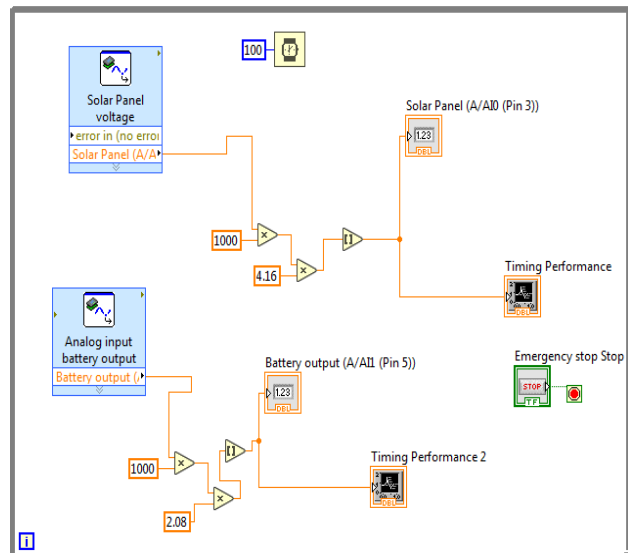 100
Solar Panel
voltage
error in (no erroi
Solar Panel (A/A
Solar Panel (A/AI0 (Pin 3))
1.23
DBL
1000
4.16
Timing Performance
DBL
Analog input
battery output
Battery output (
Battery output (A/AI1 (Pin 5))
1.23
DBL
Emergency stop Stop
STOP
TF
1000
2.08
Timing Performance 2
DBL
i